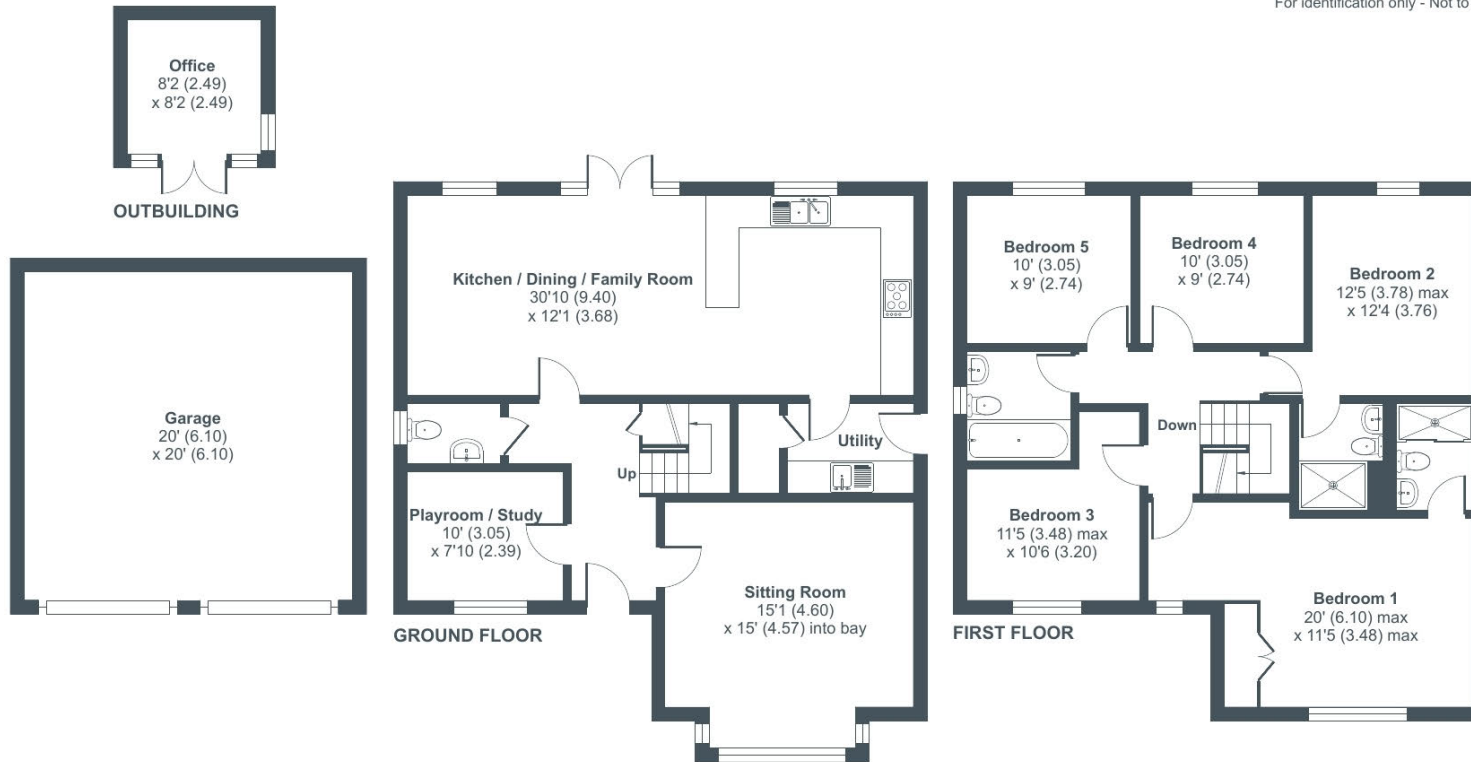 For identification only - Not to
Office
8'2 (2.49)
x 8'2 (2.49)
OUTBUILDING
Garage
20' (6.10)
x 20' (6.10)
Kitchen / Dining / Family Room
30'10 (9.40)
x 12'1 (3.68)
Utility
Up
Playroom / Study
10' (3.05)
x 7'10 (2.39)
Sitting Room
15'1 (4.60)
x 15' (4.57) into bay
GROUND FLOOR
Bedroom 5
10' (3.05)
x 9' (2.74)
Bedroom 4
10' (3.05)
x 9' (2.74)
Bedroom 2
12'5 (3.78) max
x 12'4 (3.76)
Down
Bedroom 3
11'5 (3.48) max
x 10'6 (3.20)
Bedroom 1
20' (6.10) max
x 11'5 (3.48) max
FIRST FLOOR